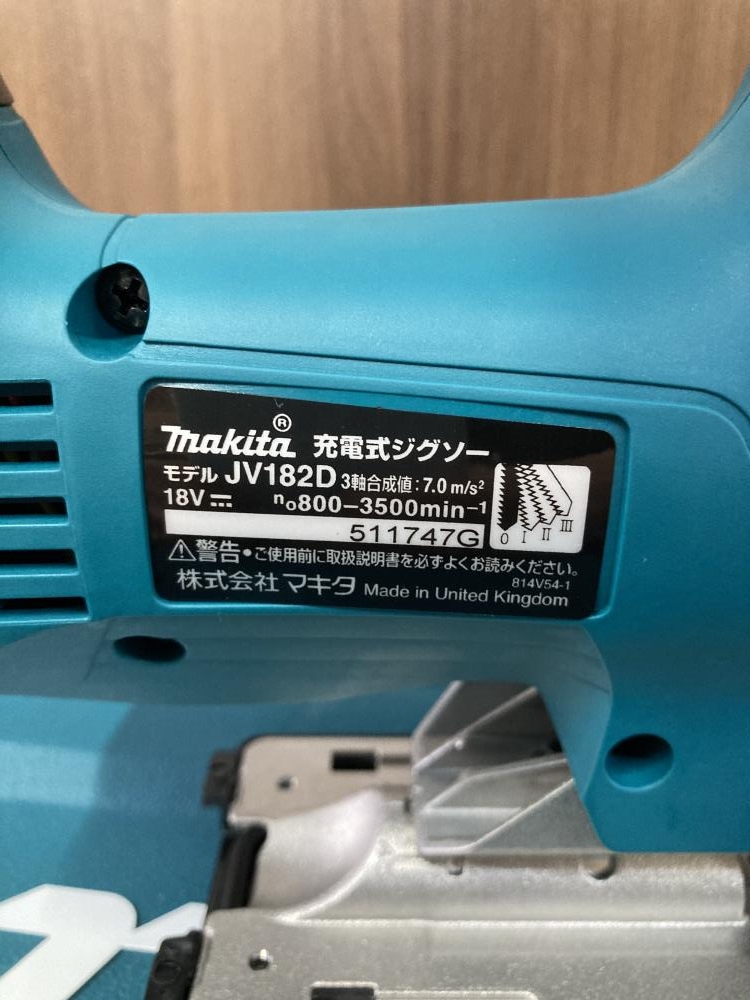 makita® 充電式ジグソー
モデル JV182D 3軸合成値:7.0 m/s²
18V⎓ n₀800-3500min⁻¹
511747G
0 I II III
⚠警告•ご使用前に取扱説明書を必ずよくお読みください。
814V54-1
株式会社 マキタ Made in United Kingdom